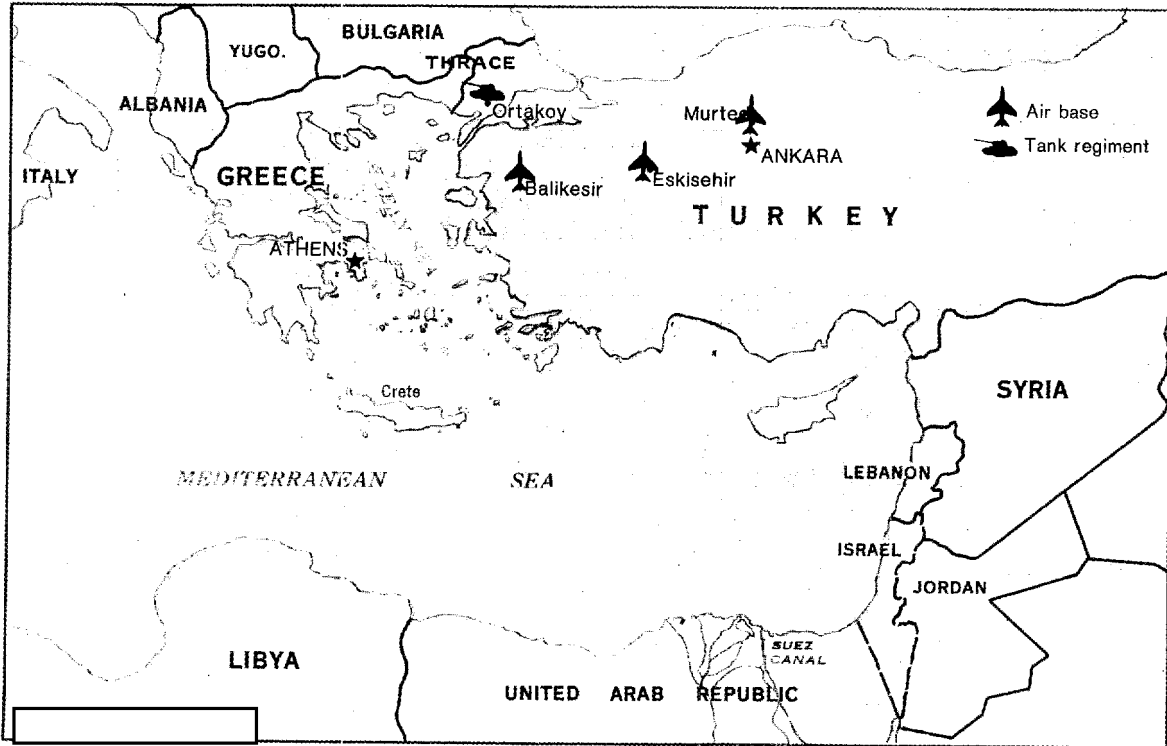 BULGARIA
YUGO.
THRACE
ALBANIA
Ortakoy
Murted
Air base
Tank regiment
ANKARA
ITALY
GREECE
Balikesir
Eskisehir
TURKEY
ATHENS
Crete
SYRIA
MEDITERRANEAN SEA
LEBANON
ISRAEL
JORDAN
SUEZ
CANAL
LIBYA
UNITED ARAB REPUBLIC